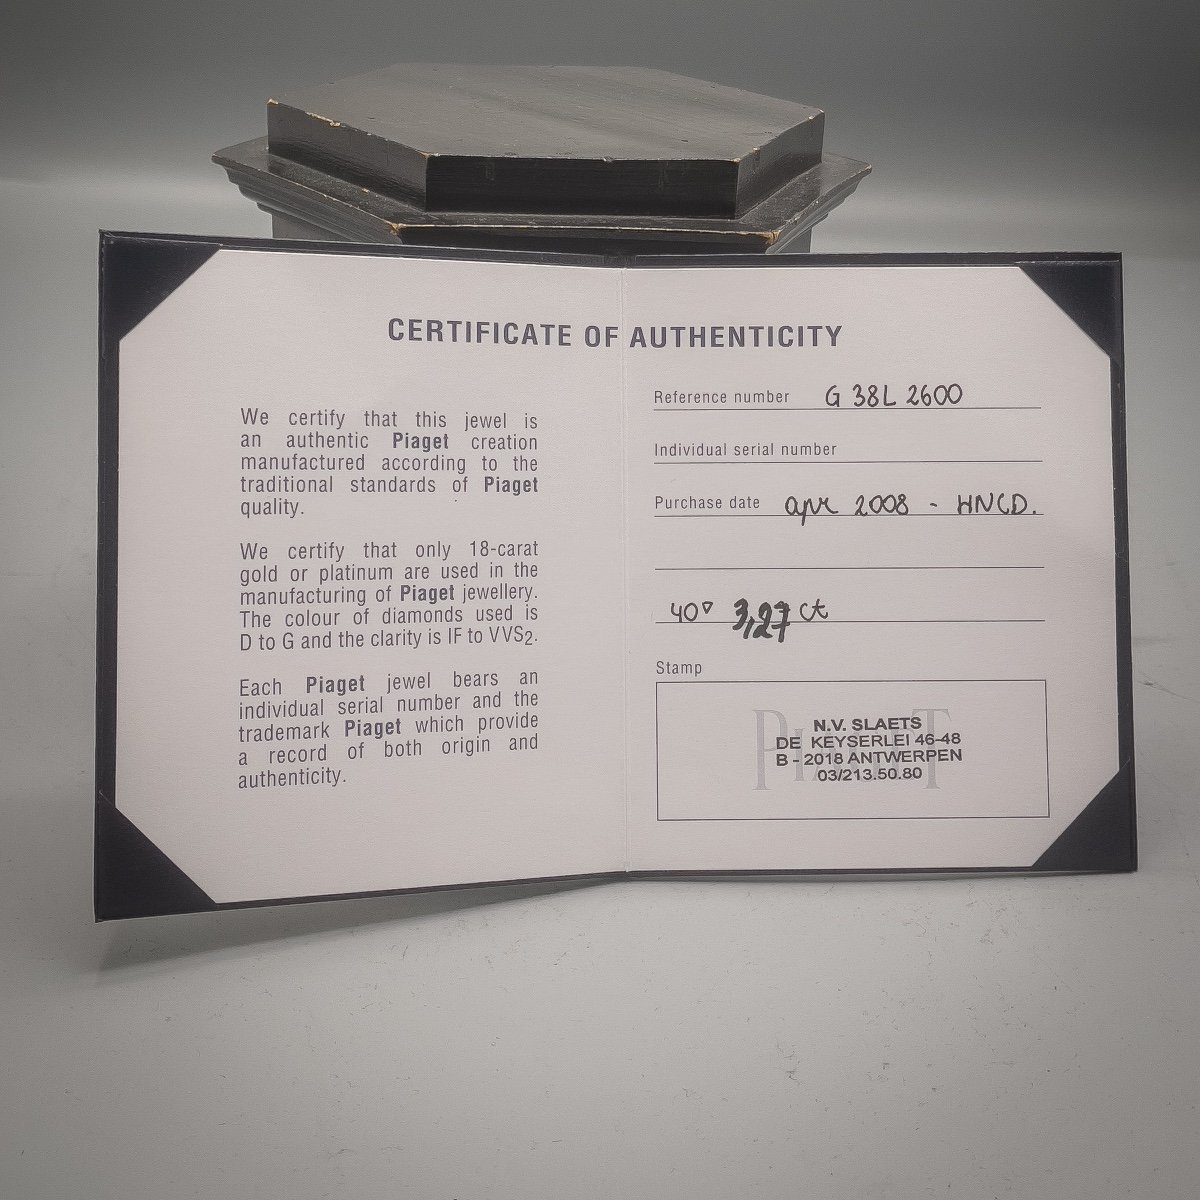 CERTIFICATE OF AUTHENTICITY
We certify that this jewel is
an authentic Piaget creation
manufactured according to the
traditional standards of Piaget
quality.
We certify that only 18-carat
gold or platinum are used in the
manufacturing of Piaget jewellery.
The colour of diamonds used is
D to G and the clarity is IF to VVS2.
Each Piaget jewel bears an
individual serial number and the
trademark Piaget which provide
a record of both origin and
authenticity.
Reference number G 38L 2600
Individual serial number
Purchase date apr 2008 - HNCD.
40▽ 3,27 ct
Stamp
PIAGET
N.V. SLAETS
DE KEYSERLEI 46-48
B - 2018 ANTWERPEN
03/213.50.80